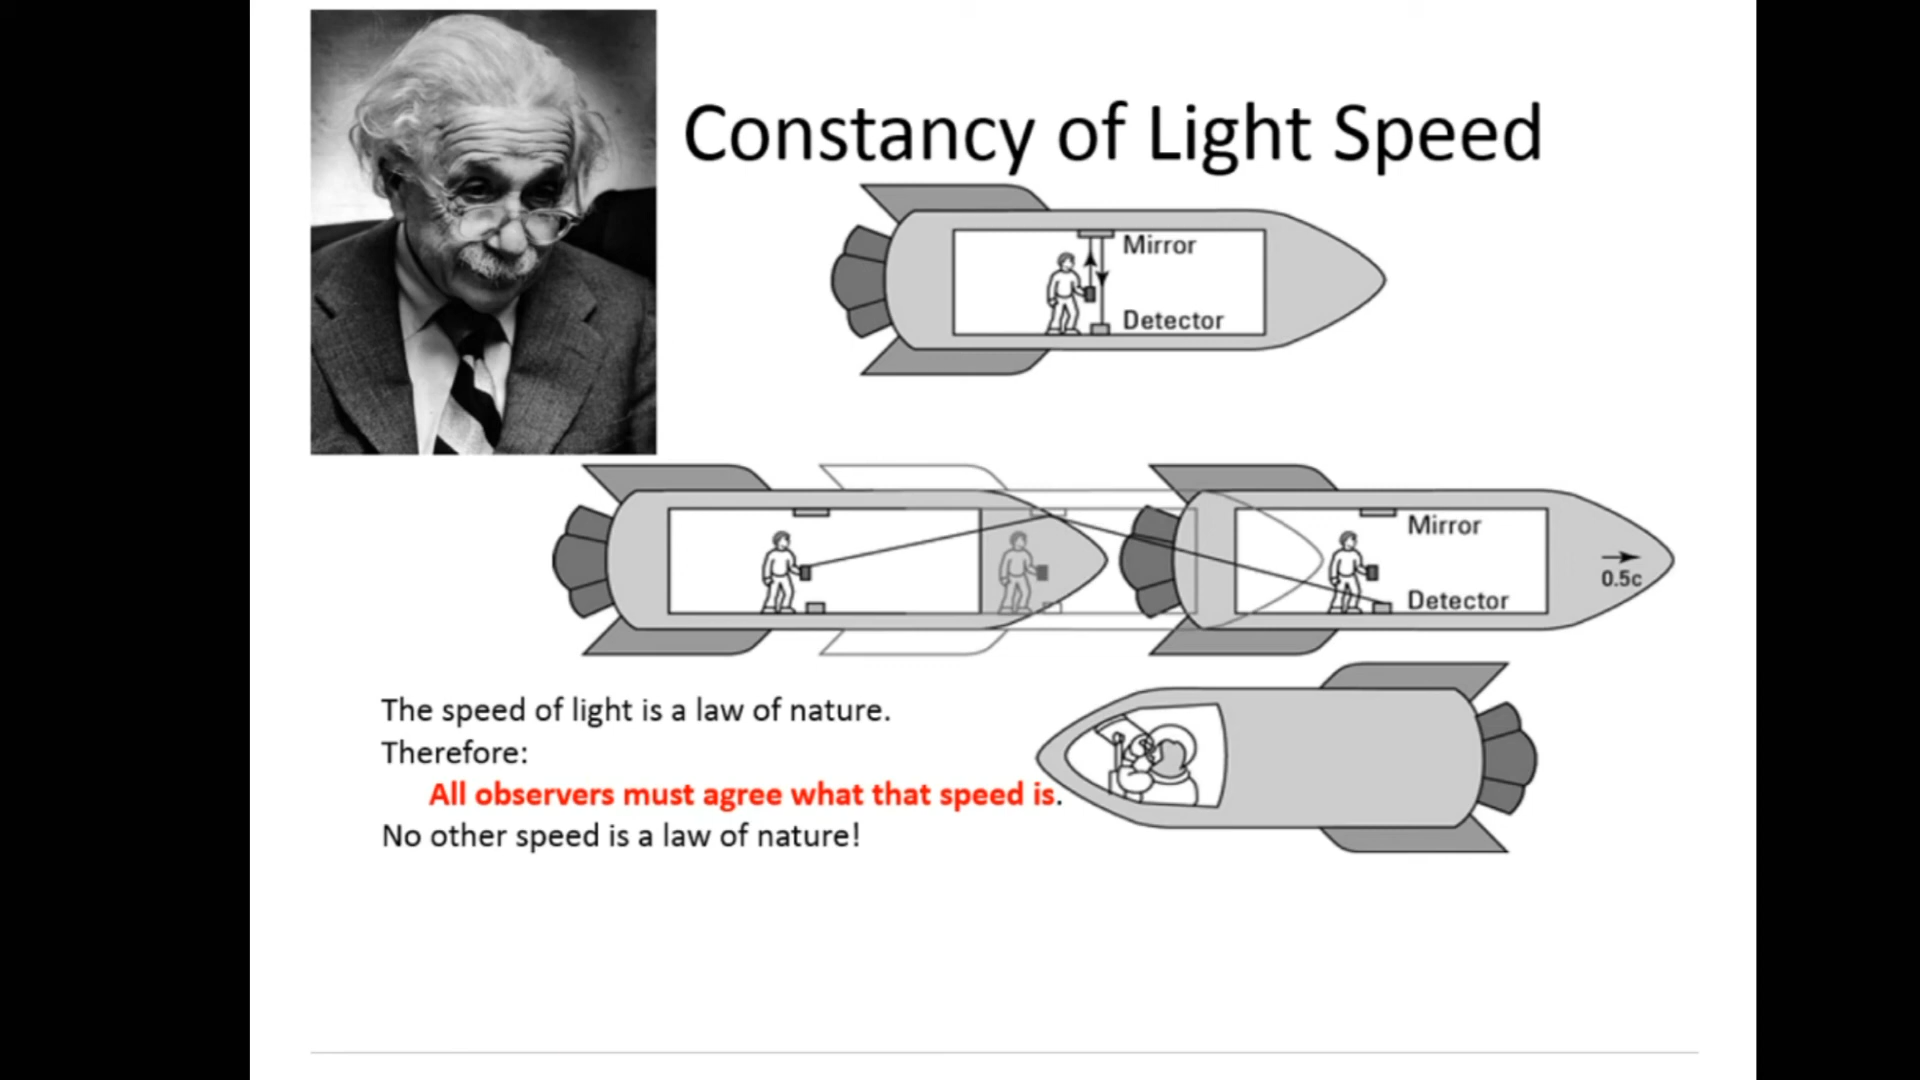 Constancy of Light Speed
Mirror
Detector
Mirror
0.5c
Detector
The speed of light is a law of nature.
Therefore:
All observers must agree what that speed is.
No other speed is a law of nature!